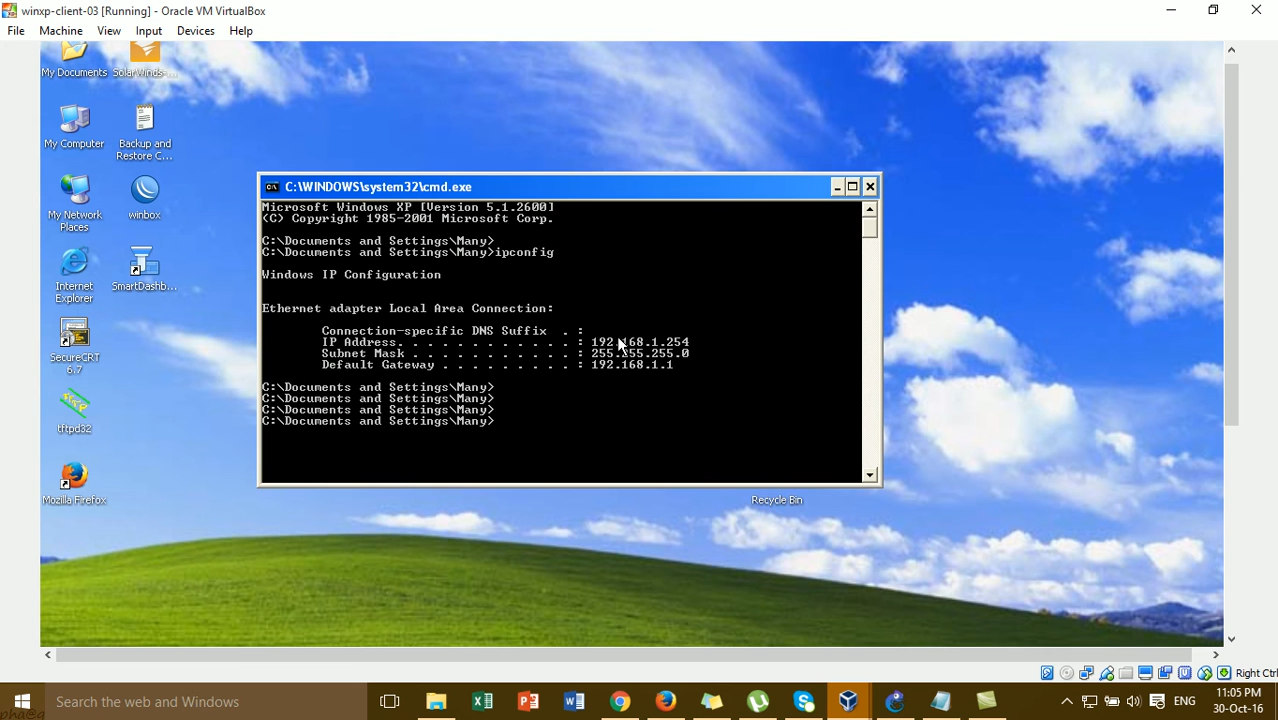 winxp-client-03 [Running] - Oracle VM VirtualBox
File Machine View Input Devices Help
My Documents
SolarWinds-...
My Computer
Backup and
Restore C...
My Network
Places
winbox
Internet
Explorer
SmartDashb...
SecureCRT
6.7
tftpd32
Mozilla Firefox
C:\WINDOWS\system32\cmd.exe
Microsoft Windows XP [Version 5.1.2600]
(C) Copyright 1985-2001 Microsoft Corp.
C:\Documents and Settings\Many>
C:\Documents and Settings\Many>ipconfig
Windows IP Configuration
Ethernet adapter Local Area Connection:
Connection-specific DNS Suffix . :
IP Address. . . . . . . . . . . . : 192.168.1.254
Subnet Mask . . . . . . . . . . . : 255.255.255.0
Default Gateway . . . . . . . . . : 192.168.1.1
C:\Documents and Settings\Many>
C:\Documents and Settings\Many>
C:\Documents and Settings\Many>
C:\Documents and Settings\Many>
Recycle Bin
Right Ctrl
Search the web and Windows
ENG
11:05 PM
30-Oct-16